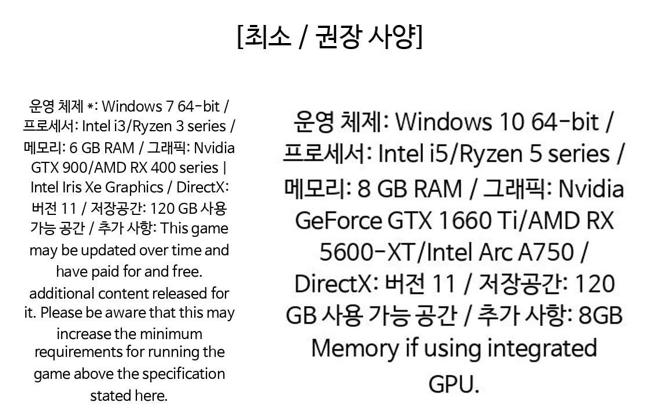 [최소 / 권장 사양]
운영 체제 *: Windows 7 64-bit /
프로세서: Intel i3/Ryzen 3 series /
메모리: 6 GB RAM / 그래픽: Nvidia
GTX 900/AMD RX 400 series |
Intel Iris Xe Graphics / DirectX:
버전 11 / 저장공간: 120 GB 사용
가능 공간 / 추가 사항: This game
may be updated over time and
have paid for and free.
additional content released for
it. Please be aware that this may
increase the minimum
requirements for running the
game above the specification
stated here.
운영 체제: Windows 10 64-bit /
프로세서: Intel i5/Ryzen 5 series /
메모리: 8 GB RAM / 그래픽: Nvidia
GeForce GTX 1660 Ti/AMD RX
5600-XT/Intel Arc A750 /
DirectX: 버전 11 / 저장공간: 120
GB 사용 가능 공간 / 추가 사항: 8GB
Memory if using integrated
GPU.